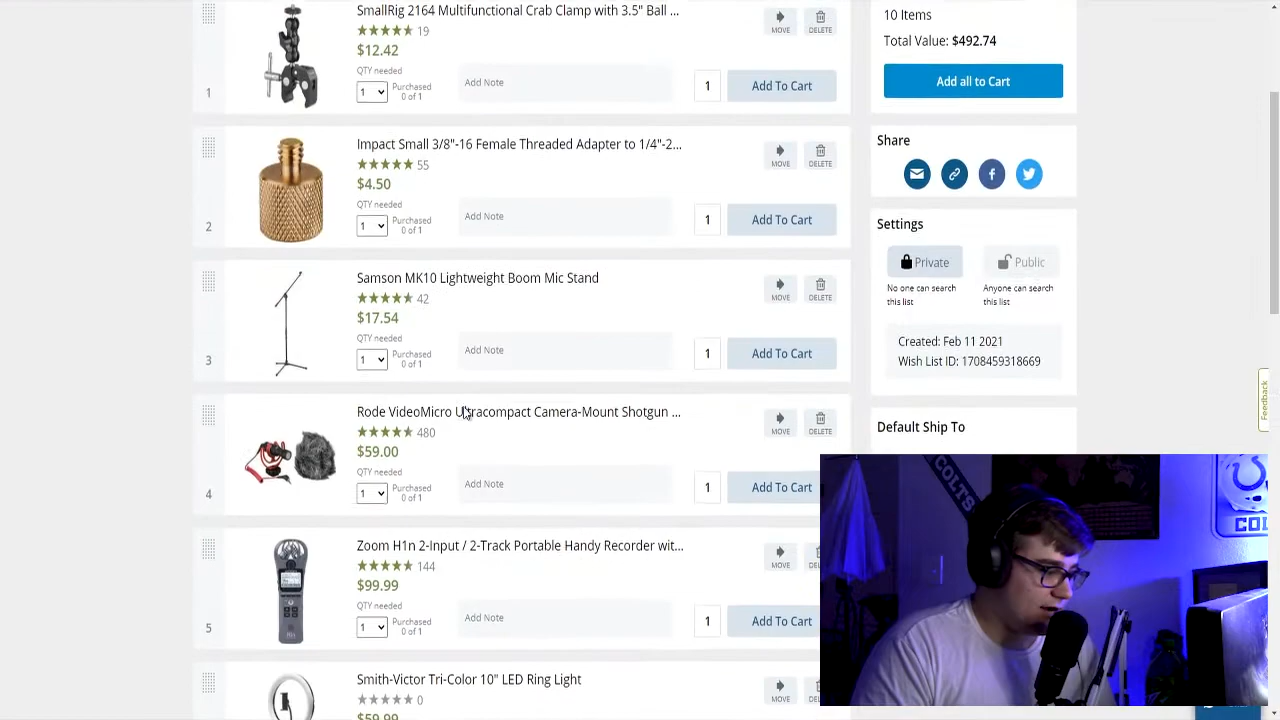 SmallRig 2164 Multifunctional Crab Clamp with 3.5" Ball ...
19
$12.42
QTY needed
1
Purchased
0 of 1
Add Note
MOVE
DELETE
1
Add To Cart
1
Impact Small 3/8"-16 Female Threaded Adapter to 1/4"-2...
55
$4.50
QTY needed
1
Purchased
0 of 1
Add Note
MOVE
DELETE
1
Add To Cart
2
Samson MK10 Lightweight Boom Mic Stand
42
$17.54
QTY needed
1
Purchased
0 of 1
Add Note
MOVE
DELETE
1
Add To Cart
3
Rode VideoMicro Ultracompact Camera-Mount Shotgun ...
480
$59.00
QTY needed
1
Purchased
0 of 1
Add Note
MOVE
DELETE
1
Add To Cart
4
Zoom H1n 2-Input / 2-Track Portable Handy Recorder wit...
144
$99.99
QTY needed
1
Purchased
0 of 1
Add Note
MOVE
1
Add To Cart
5
Smith-Victor Tri-Color 10" LED Ring Light
0
$59.99
MOVE
10 Items
Total Value: $492.74
Add all to Cart
Share
Settings
Private
Public
No one can search
this list
Anyone can search
this list
Created: Feb 11 2021
Wish List ID: 1708459318669
Feedback
Default Ship To
COLTS
COL